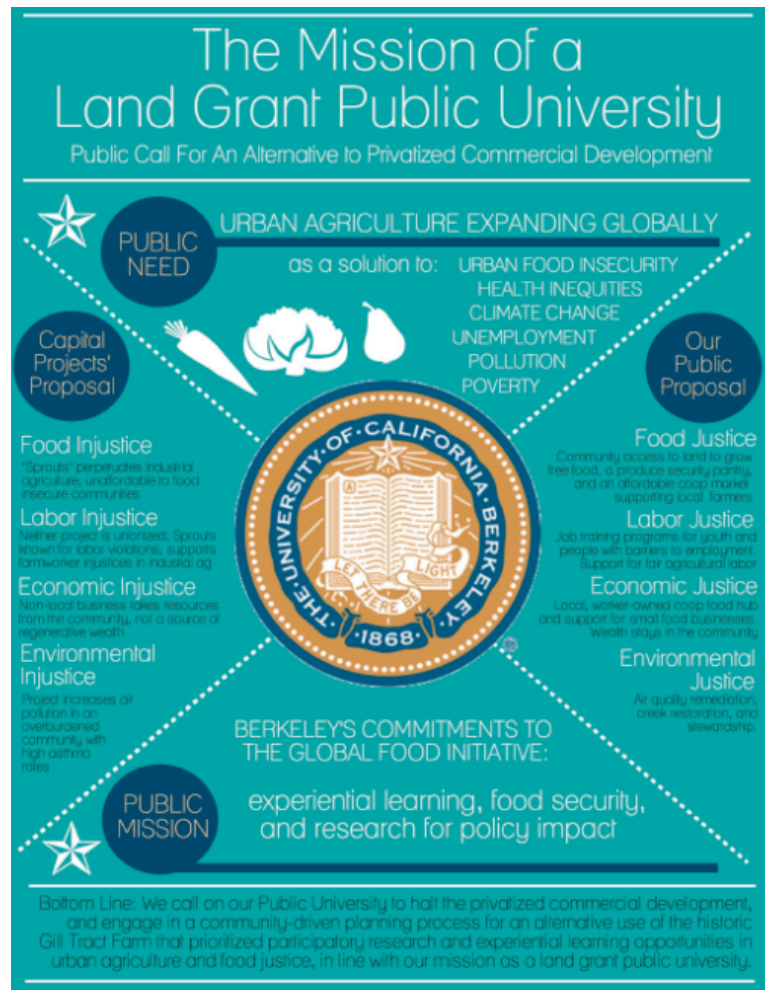 The Mission of a
Land Grant Public University
Public Call For An Alternative to Privatized Commercial Development
PUBLIC
NEED
URBAN AGRICULTURE EXPANDING GLOBALLY
as a solution to:
URBAN FOOD INSECURITY
HEALTH INEQUITIES
CLIMATE CHANGE
UNEMPLOYMENT
POLLUTION
POVERTY
Capital
Projects'
Proposal
Food Injustice
"Sprouts" perpetuates industrial
agriculture; unaffordable to food
insecure communities
Labor Injustice
Neither project is unionized; Sprouts
known for labor violations; supports
farmworker injustices in industial ag
Economic Injustice
Non-local business takes resources
from the community, not a source of
regenerative wealth
Environmental
Injustice
Project increases air
pollution in an
overburdened
community with
high asthma
rates
THE·UNIVERSITY·OF·CALIFORNIA·BERKELEY·
A
LET THERE BE LIGHT
·1868·
Our
Public
Proposal
Food Justice
Community access to land to grow
free food, a produce security pantry,
and an affordable coop market
supporting local farmers
Labor Justice
Job training programs for youth and
people with barriers to employment.
Support for fair agricultural labor
Economic Justice
Local, worker-owned coop food hub
and support for small food businesses.
Wealth stays in the community
Environmental
Justice
Air quality remediation,
creek restoration, and
stewardship
BERKELEY'S COMMITMENTS TO
THE GLOBAL FOOD INITIATIVE:
PUBLIC
MISSION
experiential learning, food security,
and research for policy impact
Bottom Line: We call on our Public University to halt the privatized commercial development,
and engage in a community-driven planning process for an alternative use of the historic
Gill Tract Farm that prioritized participatory research and experiential learning opportunities in
urban agriculture and food justice, in line with our mission as a land grant public university.